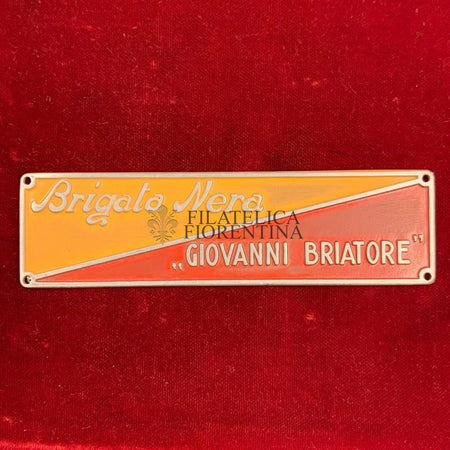 Brigata Nera
FILATELICA
FIORENTINA
„GIOVANNI BRIATORE"